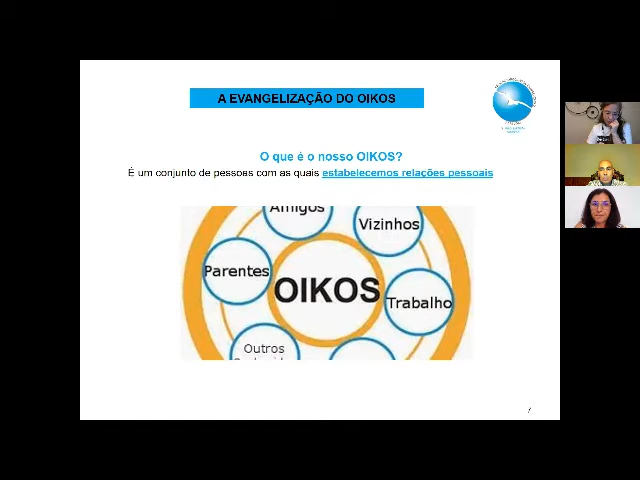 A EVANGELIZAÇÃO DO OIKOS
O que é o nosso OIKOS?
É um conjunto de pessoas com as quais estabelecemos relações pessoais
Amigos
Vizinhos
Parentes
OIKOS
Trabalho
Outros
7